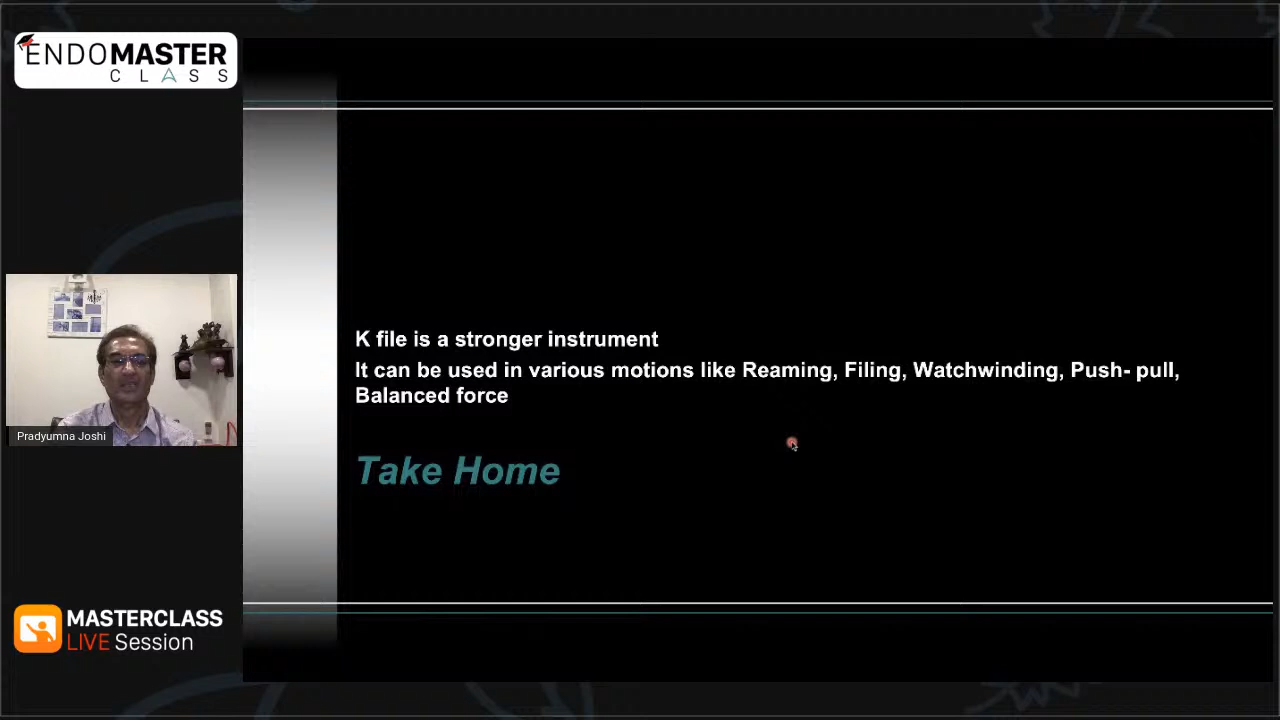 ENDOMASTER
CLASS
K file is a stronger instrument
It can be used in various motions like Reaming, Filing, Watchwinding, Push- pull,
Balanced force
Pradyumna Joshi
Take Home
MASTERCLASS
LIVE Session